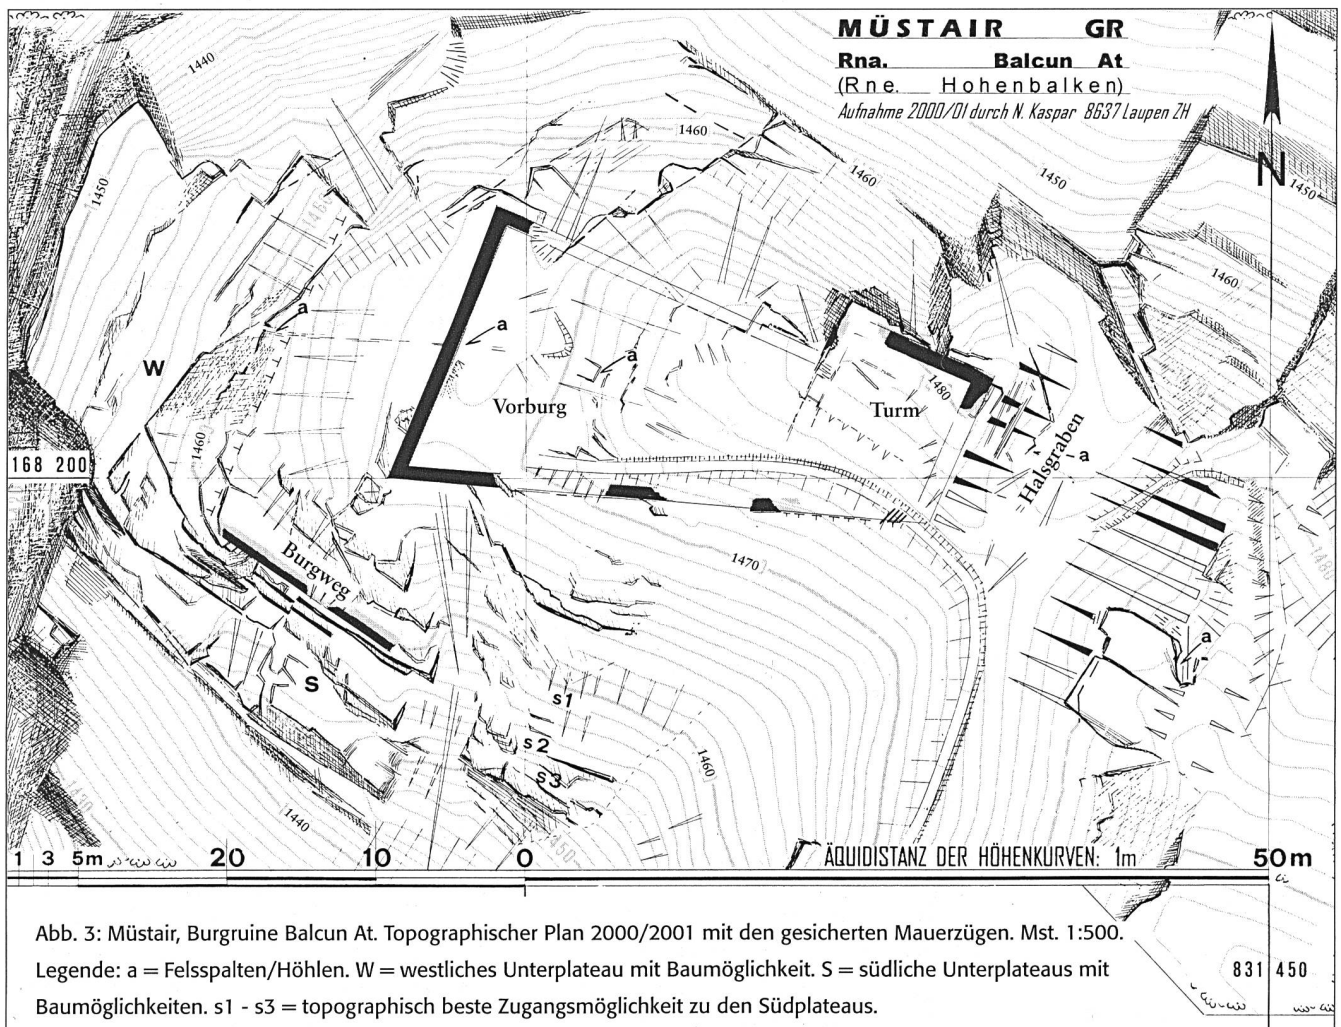 MÜSTAIR GR
Rna. Balcun At
(Rne. Hohenbalken)
Aufnahme 2000/01 durch N. Kaspar 8637 Laupen ZH
1440
1460
1460
1450
N
1450
1450
1460
1460
a
a
a
W
Vorburg
Turm
1480
Halsgraben
a
1460
168 200
Burgweg
1470
1480
a
S
s1
s2
s3
1460
1440
1450
1 3 5m 20 10 0 50m
ÄQUIDISTANZ DER HÖHENKURVEN: 1m
Abb. 3: Müstair, Burgruine Balcun At. Topographischer Plan 2000/2001 mit den gesicherten Mauerzügen. Mst. 1:500.
Legende: a = Felsspalten/Höhlen. W = westliches Unterplateau mit Baumöglichkeit. S = südliche Unterplateaus mit
Baumöglichkeiten. s1 - s3 = topographisch beste Zugangsmöglichkeit zu den Südplateaus.
831 450